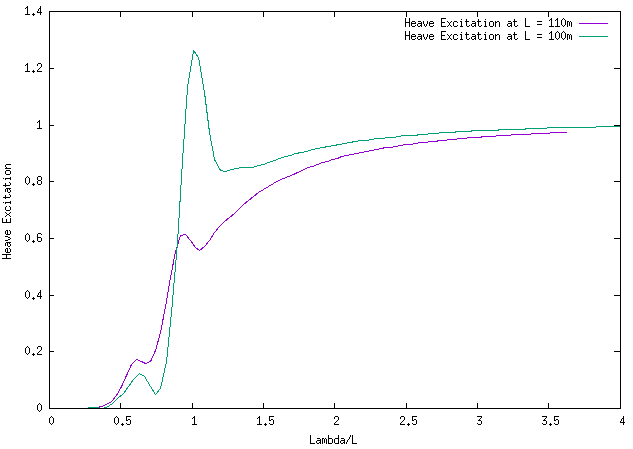 Heave Excitation at L = 110m
Heave Excitation at L = 100m
1.4
1.2
1
0.8
0.6
0.4
0.2
0
Heave Excitation
0 0.5 1 1.5 2 2.5 3 3.5 4
Lambda/L